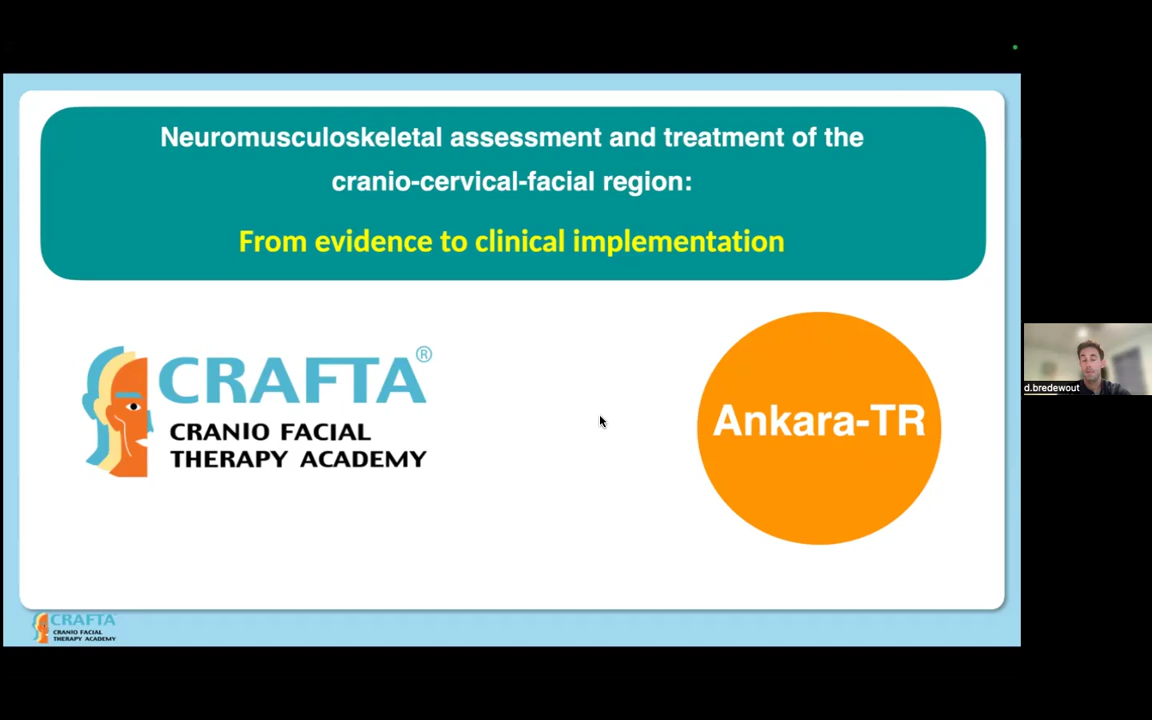 Neuromusculoskeletal assessment and treatment of the
cranio-cervical-facial region:
From evidence to clinical implementation
CRAFTA®
CRANIO FACIAL
THERAPY ACADEMY
Ankara-TR
d.bredewout
CRAFTA
CRANIO FACIAL
THERAPY ACADEMY